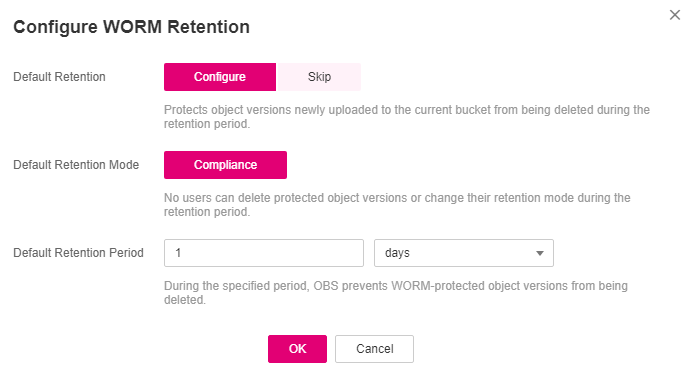 Configure WORM Retention
Default Retention
Configure
Skip
Protects object versions newly uploaded to the current bucket from being deleted during the
retention period.
Default Retention Mode
Compliance
No users can delete protected object versions or change their retention mode during the
retention period.
Default Retention Period
1
days
During the specified period, OBS prevents WORM-protected object versions from being
deleted.
OK
Cancel